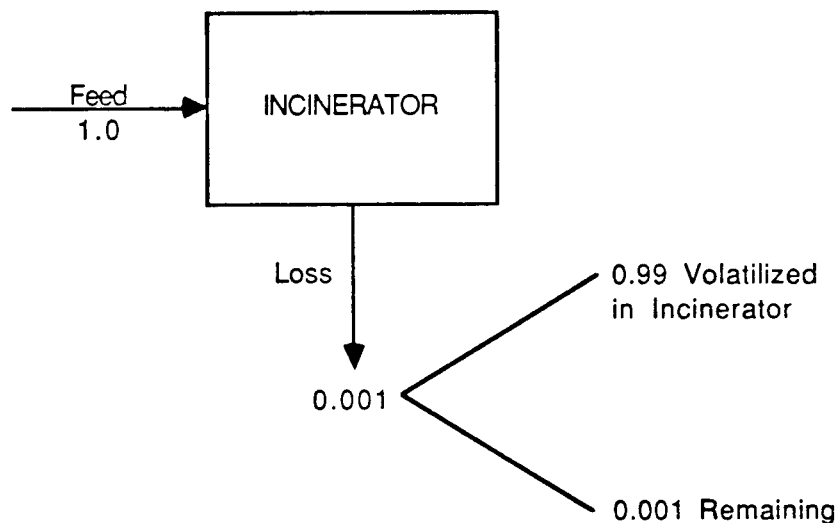 Feed
1.0
INCINERATOR
Loss
0.001
0.99 Volatilized
in Incinerator
0.001 Remaining